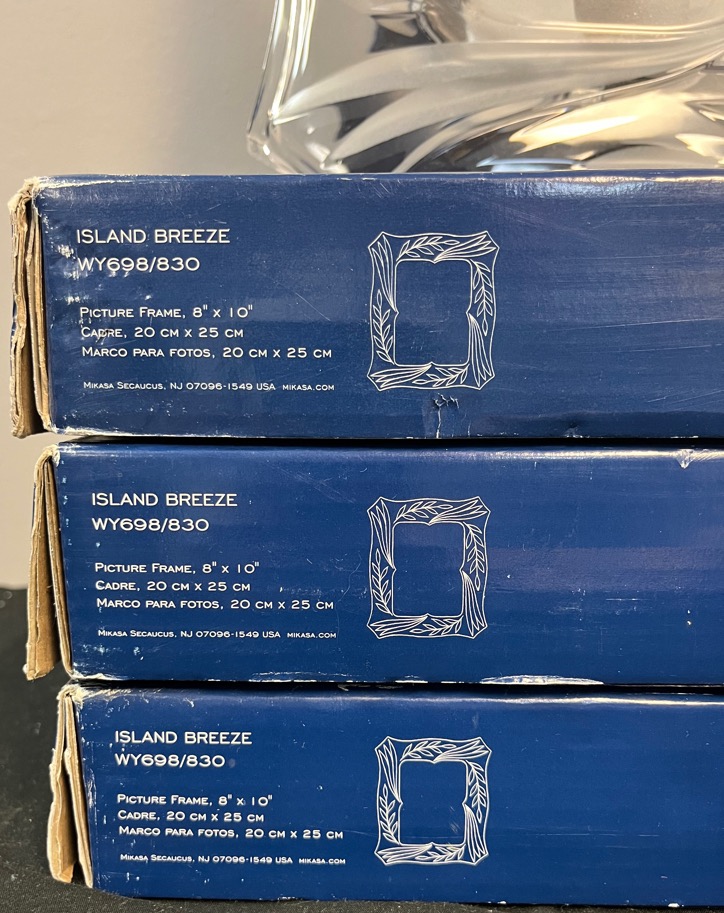 ISLAND BREEZE
WY698/830
PICTURE FRAME, 8" X 10"
CADRE, 20 CM X 25 CM
MARCO PARA FOTOS, 20 CM X 25 CM
MIKASA SECAUCUS, NJ 07096-1549 USA MIKASA.COM
ISLAND BREEZE
WY698/830
PICTURE FRAME, 8" X 10"
CADRE, 20 CM X 25 CM
MARCO PARA FOTOS, 20 CM X 25 CM
MIKASA SECAUCUS, NJ 07096-1549 USA MIKASA.COM
ISLAND BREEZE
WY698/830
PICTURE FRAME, 8" X 10"
CADRE, 20 CM X 25 CM
MARCO PARA FOTOS, 20 CM X 25 CM
MIKASA SECAUCUS, NJ 07096-1549 USA MIKASA.COM